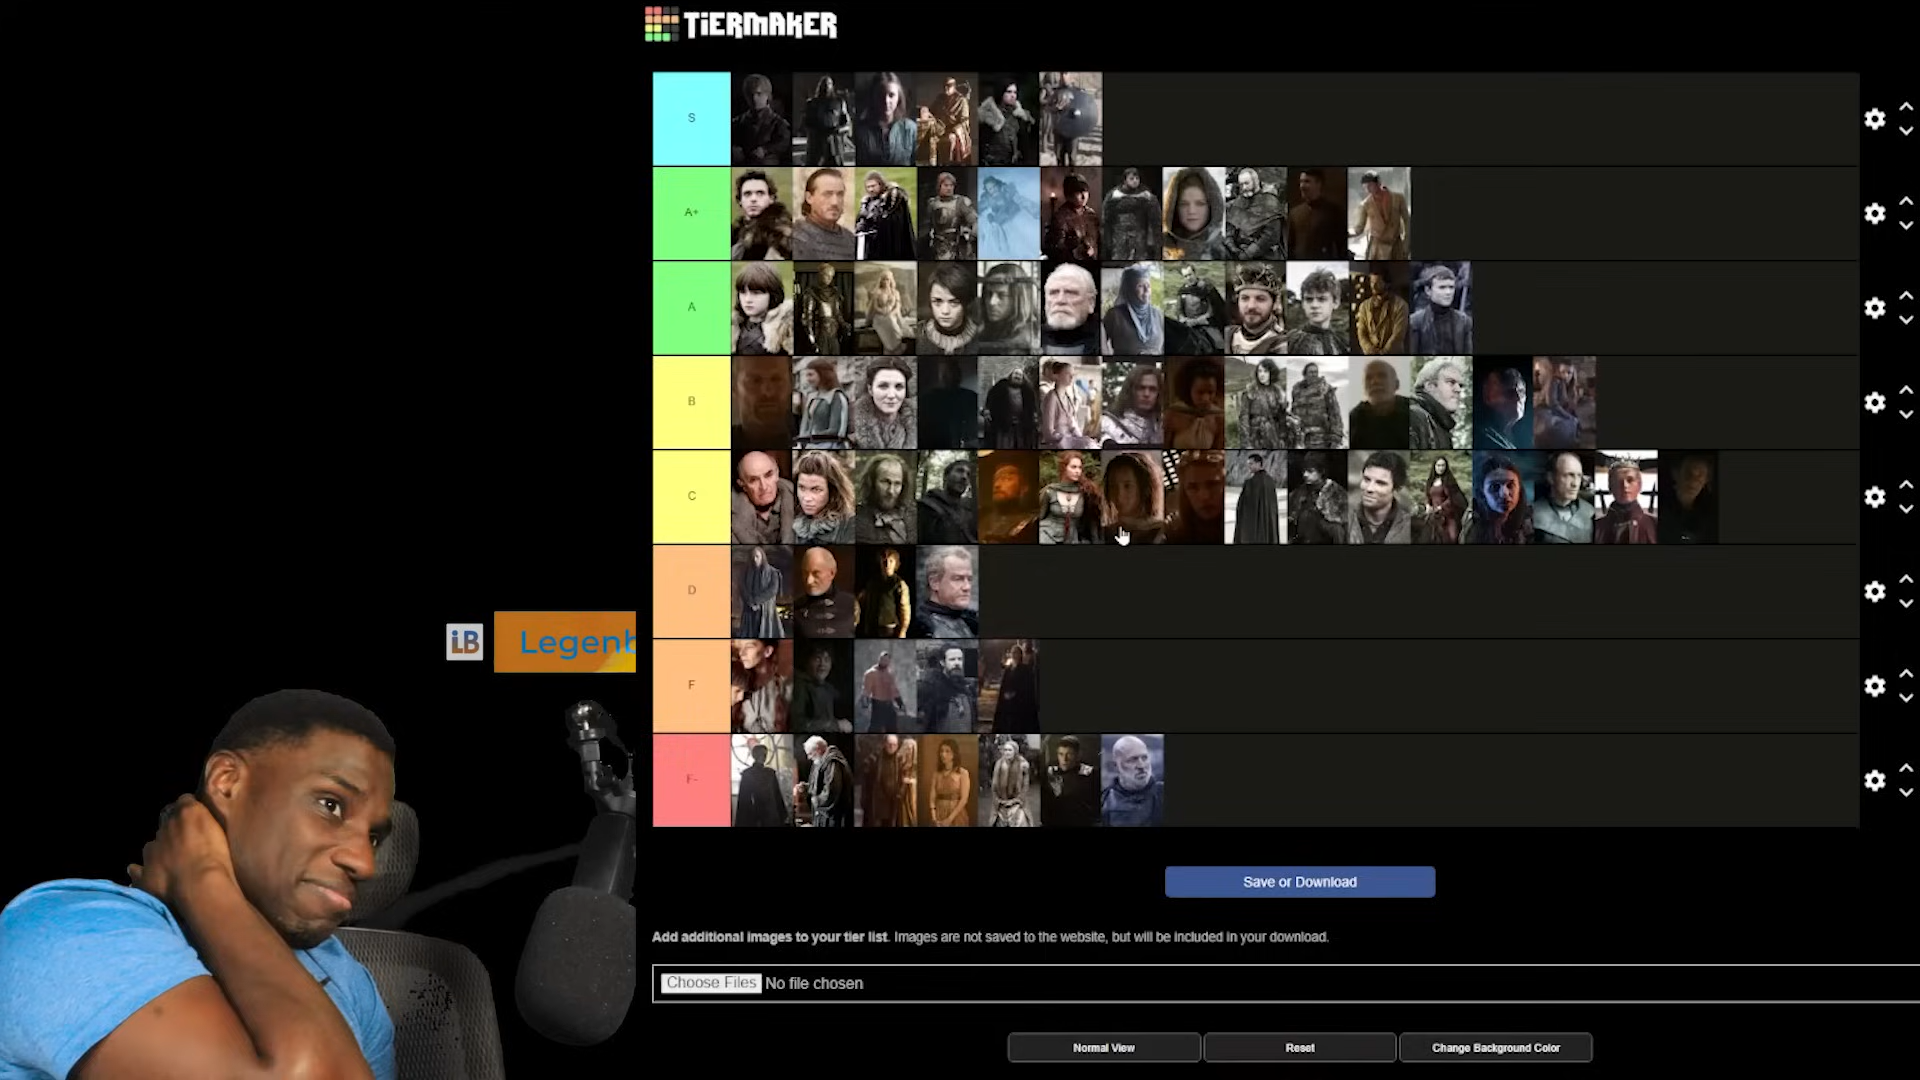 TiERMAKER
S
A+
A
B
C
D
F
F-
iB
Legenb
Save or Download
Add additional images to your tier list. Images are not saved to the website, but will be included in your download.
Choose Files No file chosen
Normal View
Reset
Change Background Color